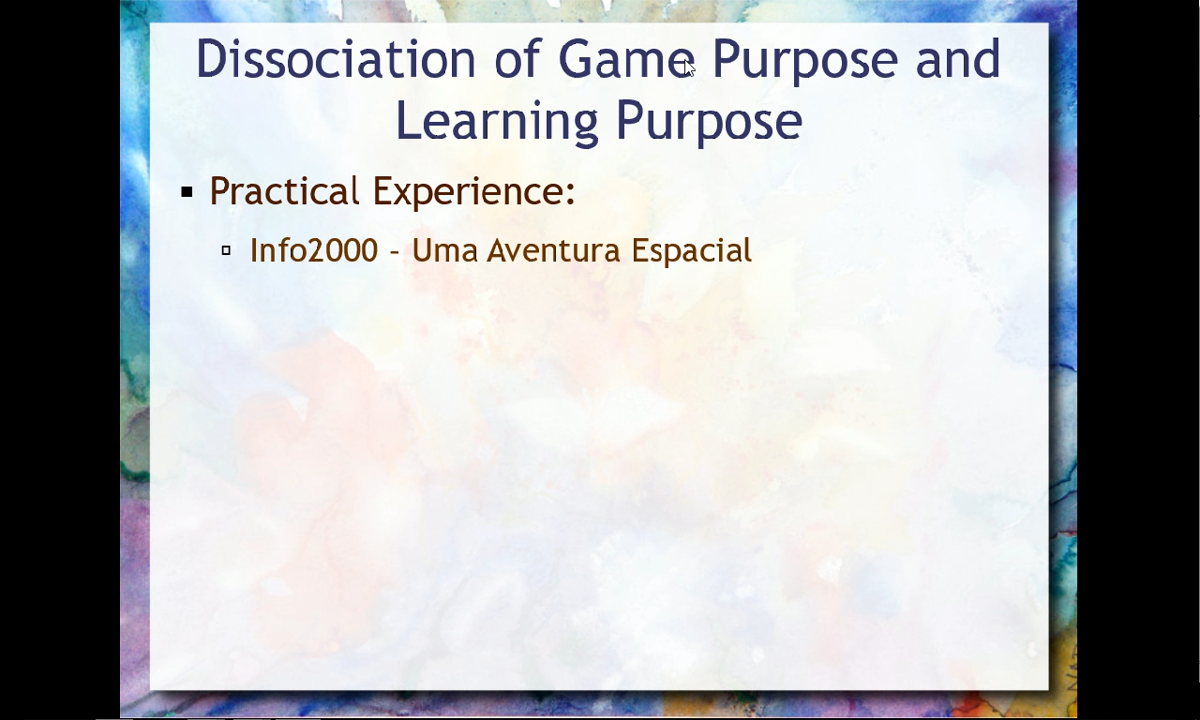 Dissociation of Game Purpose and
Learning Purpose
Practical Experience:
Info2000 - Uma Aventura Espacial